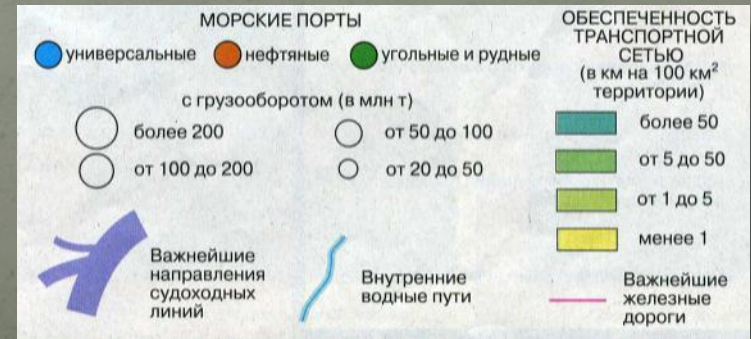 МОРСКИЕ ПОРТЫ
универсальные нефтяные угольные и рудные
с грузооборотом (в млн т)
более 200 от 50 до 100
от 100 до 200 от 20 до 50
Важнейшие
направления
судоходных
линий
Внутренние
водные пути
ОБЕСПЕЧЕННОСТЬ
ТРАНСПОРТНОЙ
СЕТЬЮ
(в км на 100 км²
территории)
более 50
от 5 до 50
от 1 до 5
менее 1
Важнейшие
железные
дороги